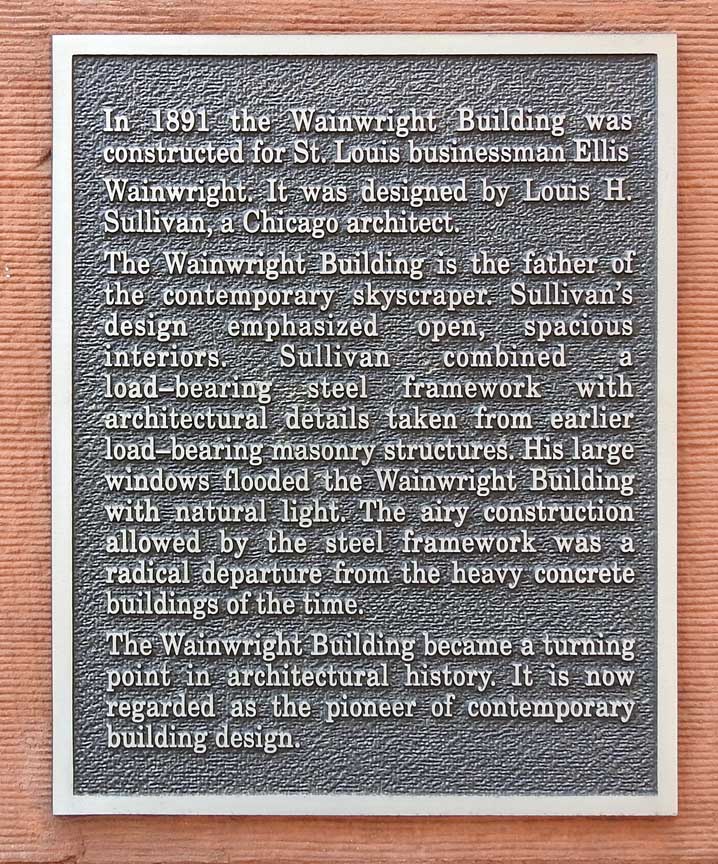 In 1891 the Wainwright Building was
constructed for St. Louis businessman Ellis
Wainwright. It was designed by Louis H.
Sullivan, a Chicago architect.
The Wainwright Building is the father of
the contemporary skyscraper. Sullivan's
design emphasized open, spacious
interiors. Sullivan combined a
load-bearing steel framework with
architectural details taken from earlier
load-bearing masonry structures. His large
windows flooded the Wainwright Building
with natural light. The airy construction
allowed by the steel framework was a
radical departure from the heavy concrete
buildings of the time.
The Wainwright Building became a turning
point in architectural history. It is now
regarded as the pioneer of contemporary
building design.